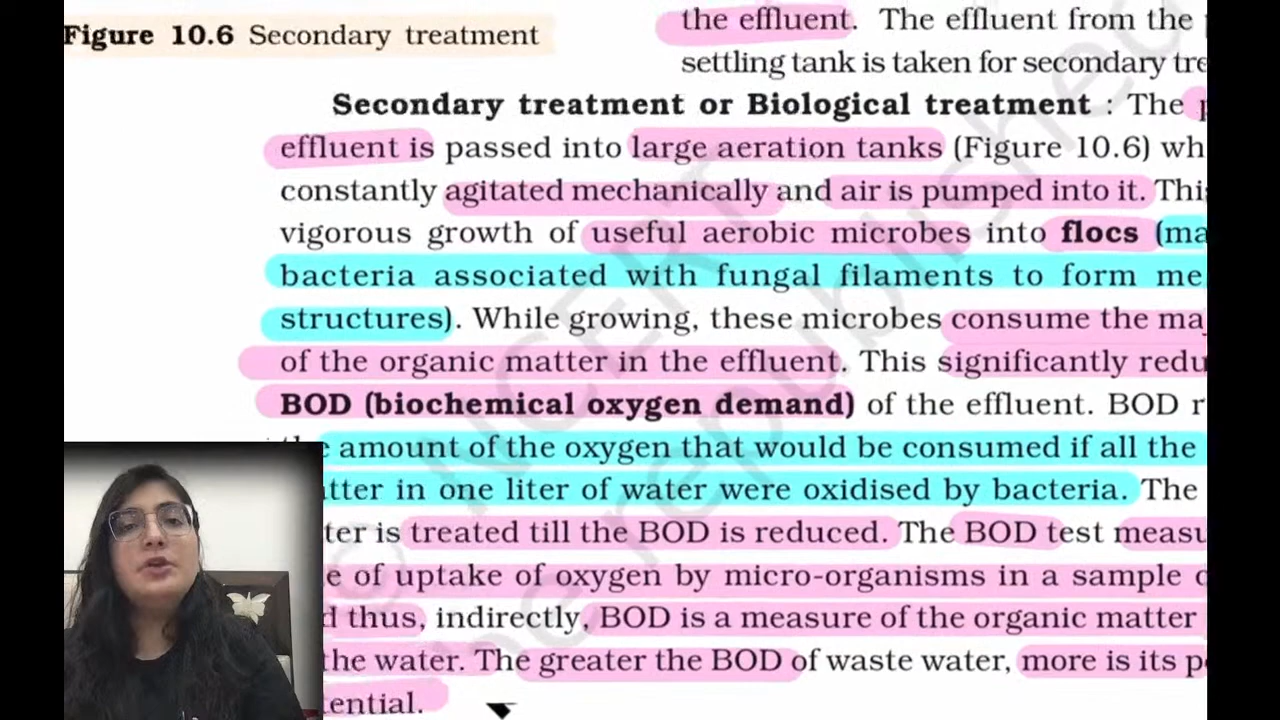 Figure 10.6 Secondary treatment
the effluent. The effluent from the
settling tank is taken for secondary
Secondary treatment or Biological treatment : The
effluent is passed into large aeration tanks (Figure 10.6)
constantly agitated mechanically and air is pumped into it.
vigorous growth of useful aerobic microbes into flocs
bacteria associated with fungal filaments to form
structures). While growing, these microbes consume the
of the organic matter in the effluent. This significantly
BOD (biochemical oxygen demand) of the effluent. BOD
amount of the oxygen that would be consumed if all the
in one liter of water were oxidised by bacteria. The
is treated till the BOD is reduced. The BOD test
of uptake of oxygen by micro-organisms in a sample
thus, indirectly, BOD is a measure of the organic matter
the water. The greater the BOD of waste water, more is its